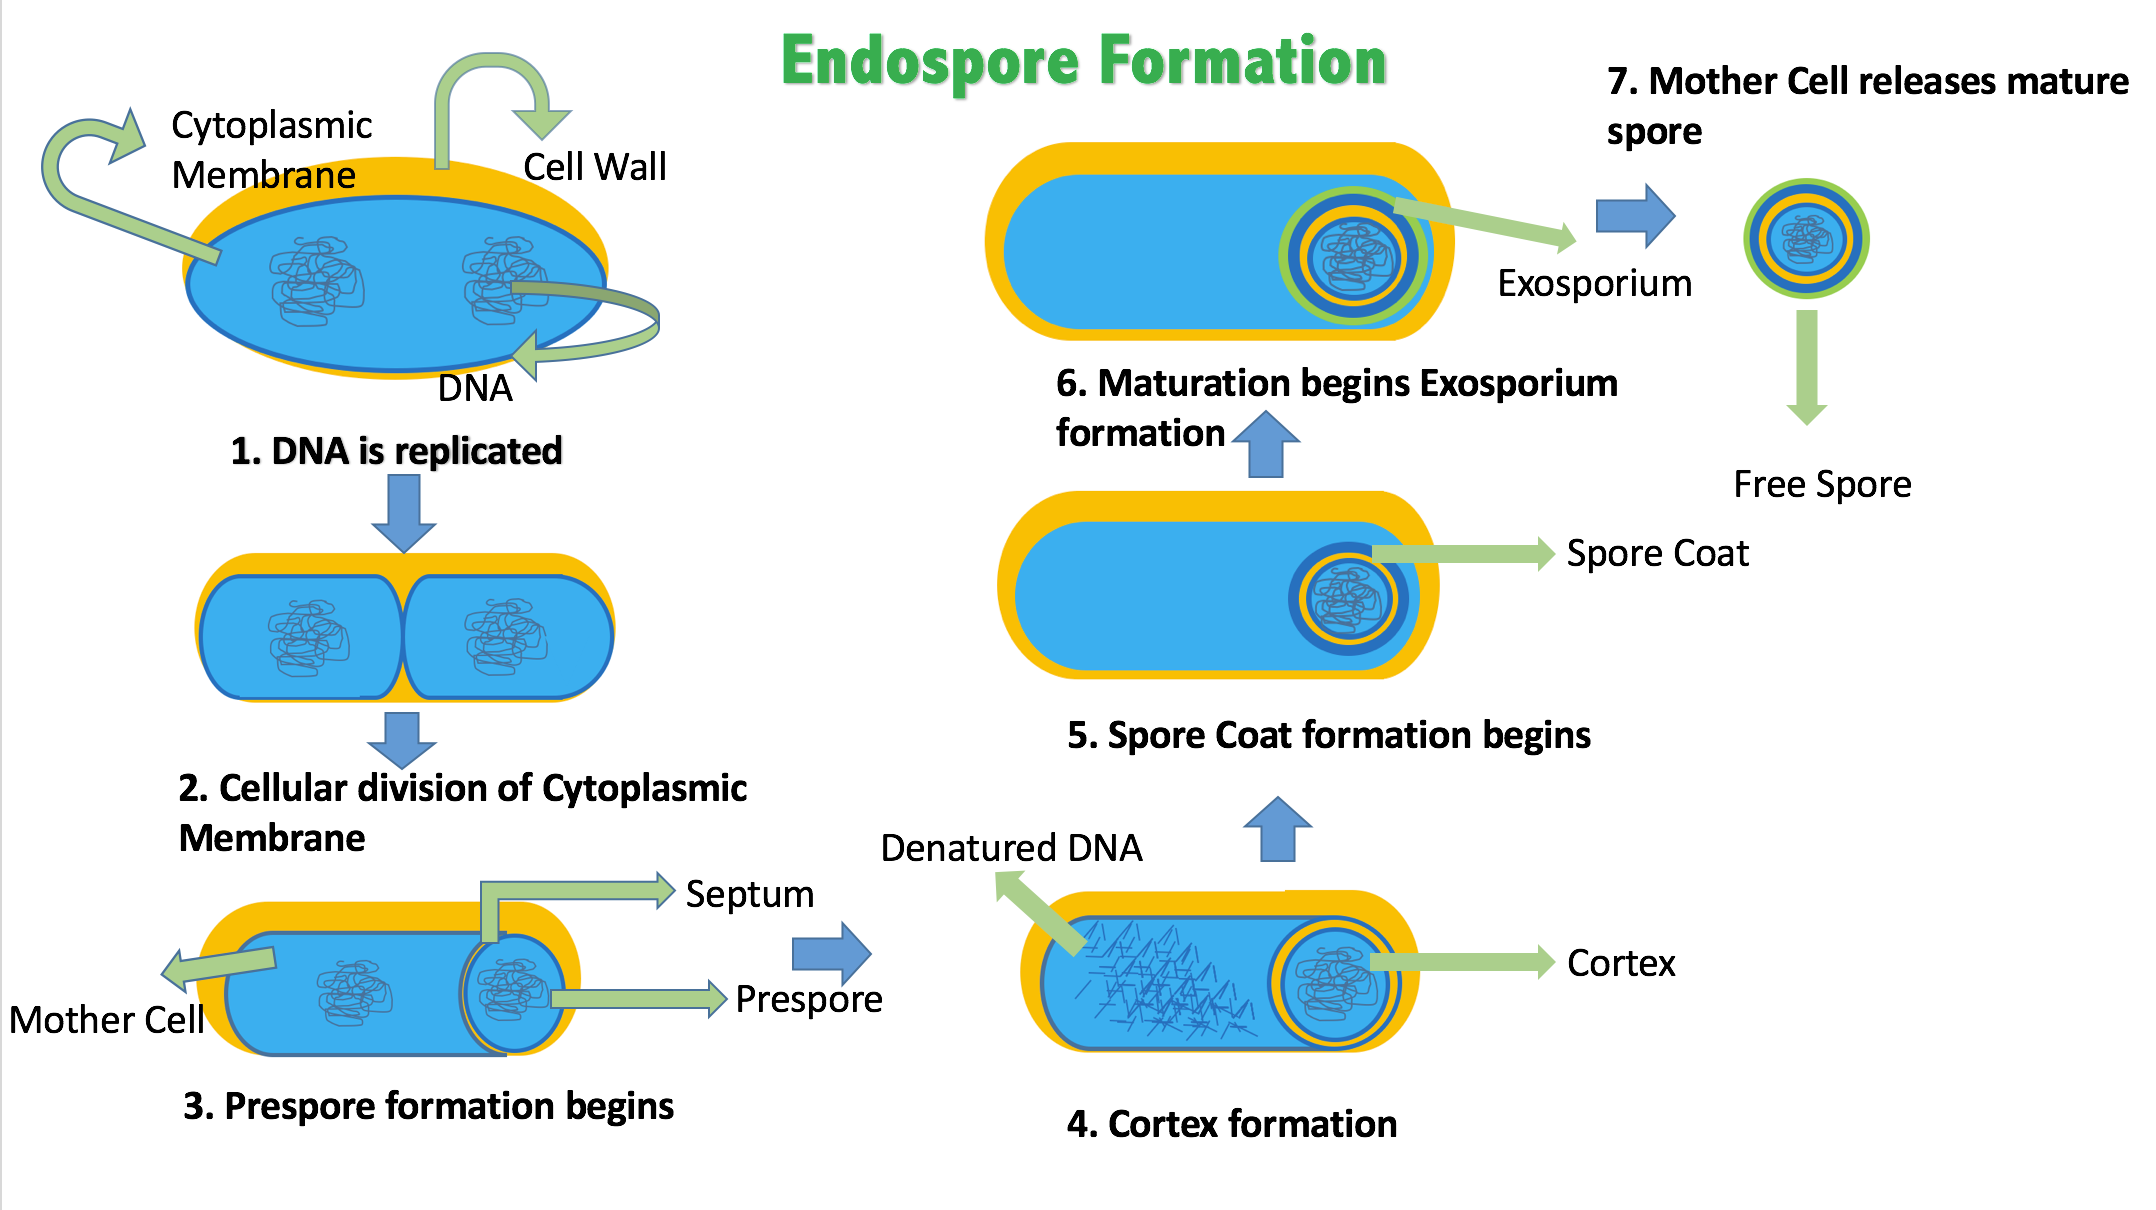 Endospore Formation
Cytoplasmic
Membrane
Cell Wall
DNA
1. DNA is replicated
2. Cellular division of Cytoplasmic
Membrane
Septum
Mother Cell
Prespore
3. Prespore formation begins
Denatured DNA
Cortex
4. Cortex formation
Spore Coat
5. Spore Coat formation begins
Exosporium
6. Maturation begins Exosporium
formation
7. Mother Cell releases mature
spore
Free Spore